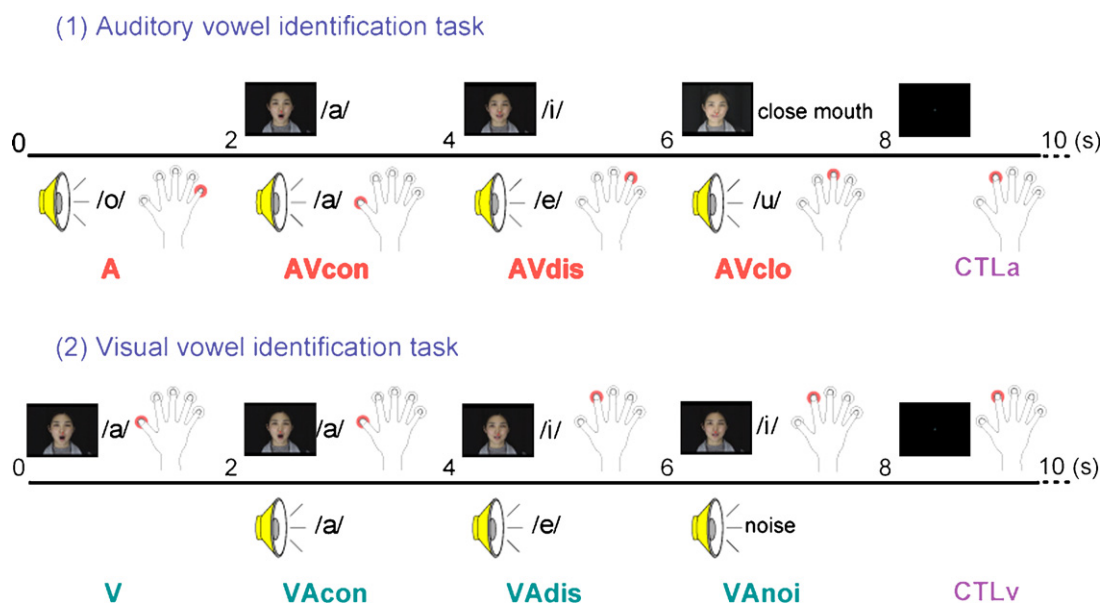 (1) Auditory vowel identification task
/a/ /i/ close mouth
0 2 4 6 8 10 (s)
/o/ /a/ /e/ /u/
A AVcon AVdis AVclo CTLa
(2) Visual vowel identification task
/a/ /a/ /i/ /i/
0 2 4 6 8 10 (s)
/a/ /e/ noise
V VAcon VAdis VAnoi CTLv